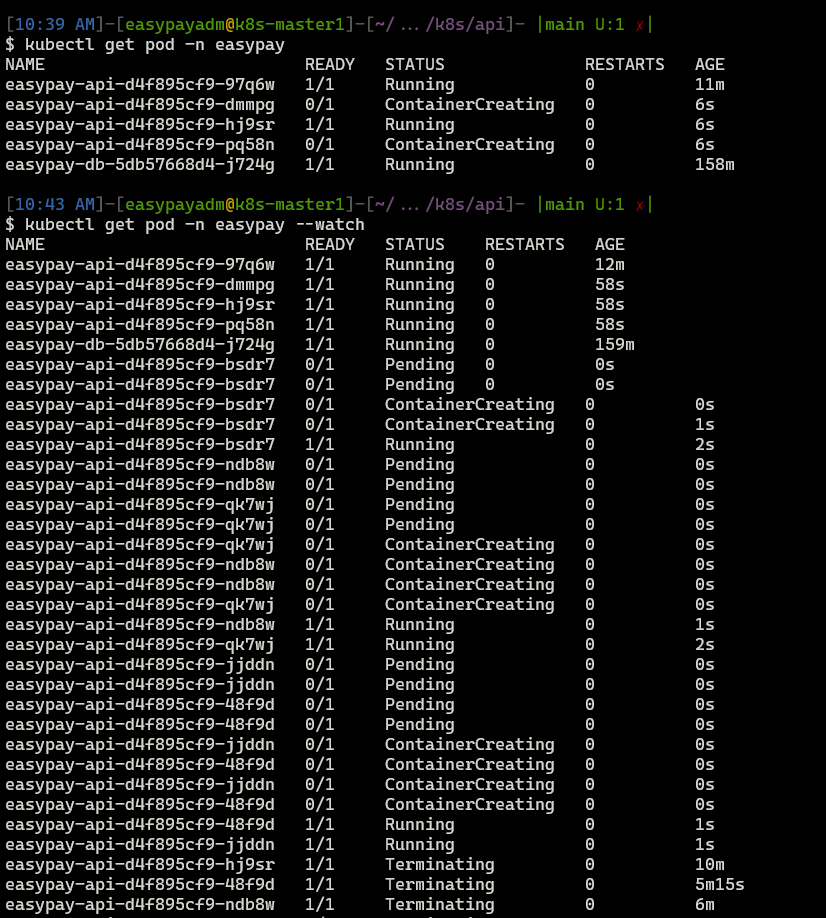 [10:39 AM]-[easypayadm@k8s-master1]-[~/…/k8s/api]- |main U:1 ✗|
$ kubectl get pod -n easypay
NAME READY STATUS RESTARTS AGE
easypay-api-d4f895cf9-97q6w 1/1 Running 0 11m
easypay-api-d4f895cf9-dmmpg 0/1 ContainerCreating 0 6s
easypay-api-d4f895cf9-hj9sr 1/1 Running 0 6s
easypay-api-d4f895cf9-pq58n 0/1 ContainerCreating 0 6s
easypay-db-5db57668d4-j724g 1/1 Running 0 158m
[10:43 AM]-[easypayadm@k8s-master1]-[~/…/k8s/api]- |main U:1 ✗|
$ kubectl get pod -n easypay --watch
NAME READY STATUS RESTARTS AGE
easypay-api-d4f895cf9-97q6w 1/1 Running 0 12m
easypay-api-d4f895cf9-dmmpg 1/1 Running 0 58s
easypay-api-d4f895cf9-hj9sr 1/1 Running 0 58s
easypay-api-d4f895cf9-pq58n 1/1 Running 0 58s
easypay-db-5db57668d4-j724g 1/1 Running 0 159m
easypay-api-d4f895cf9-bsdr7 0/1 Pending 0 0s
easypay-api-d4f895cf9-bsdr7 0/1 Pending 0 0s
easypay-api-d4f895cf9-bsdr7 0/1 ContainerCreating 0 0s
easypay-api-d4f895cf9-bsdr7 0/1 ContainerCreating 0 1s
easypay-api-d4f895cf9-bsdr7 1/1 Running 0 2s
easypay-api-d4f895cf9-ndb8w 0/1 Pending 0 0s
easypay-api-d4f895cf9-ndb8w 0/1 Pending 0 0s
easypay-api-d4f895cf9-qk7wj 0/1 Pending 0 0s
easypay-api-d4f895cf9-qk7wj 0/1 Pending 0 0s
easypay-api-d4f895cf9-qk7wj 0/1 ContainerCreating 0 0s
easypay-api-d4f895cf9-ndb8w 0/1 ContainerCreating 0 0s
easypay-api-d4f895cf9-ndb8w 0/1 ContainerCreating 0 0s
easypay-api-d4f895cf9-qk7wj 0/1 ContainerCreating 0 0s
easypay-api-d4f895cf9-ndb8w 1/1 Running 0 1s
easypay-api-d4f895cf9-qk7wj 1/1 Running 0 2s
easypay-api-d4f895cf9-jjddn 0/1 Pending 0 0s
easypay-api-d4f895cf9-jjddn 0/1 Pending 0 0s
easypay-api-d4f895cf9-48f9d 0/1 Pending 0 0s
easypay-api-d4f895cf9-48f9d 0/1 Pending 0 0s
easypay-api-d4f895cf9-jjddn 0/1 ContainerCreating 0 0s
easypay-api-d4f895cf9-48f9d 0/1 ContainerCreating 0 0s
easypay-api-d4f895cf9-jjddn 0/1 ContainerCreating 0 0s
easypay-api-d4f895cf9-48f9d 0/1 ContainerCreating 0 0s
easypay-api-d4f895cf9-48f9d 1/1 Running 0 1s
easypay-api-d4f895cf9-jjddn 1/1 Running 0 1s
easypay-api-d4f895cf9-hj9sr 1/1 Terminating 0 10m
easypay-api-d4f895cf9-48f9d 1/1 Terminating 0 5m15s
easypay-api-d4f895cf9-ndb8w 1/1 Terminating 0 6m